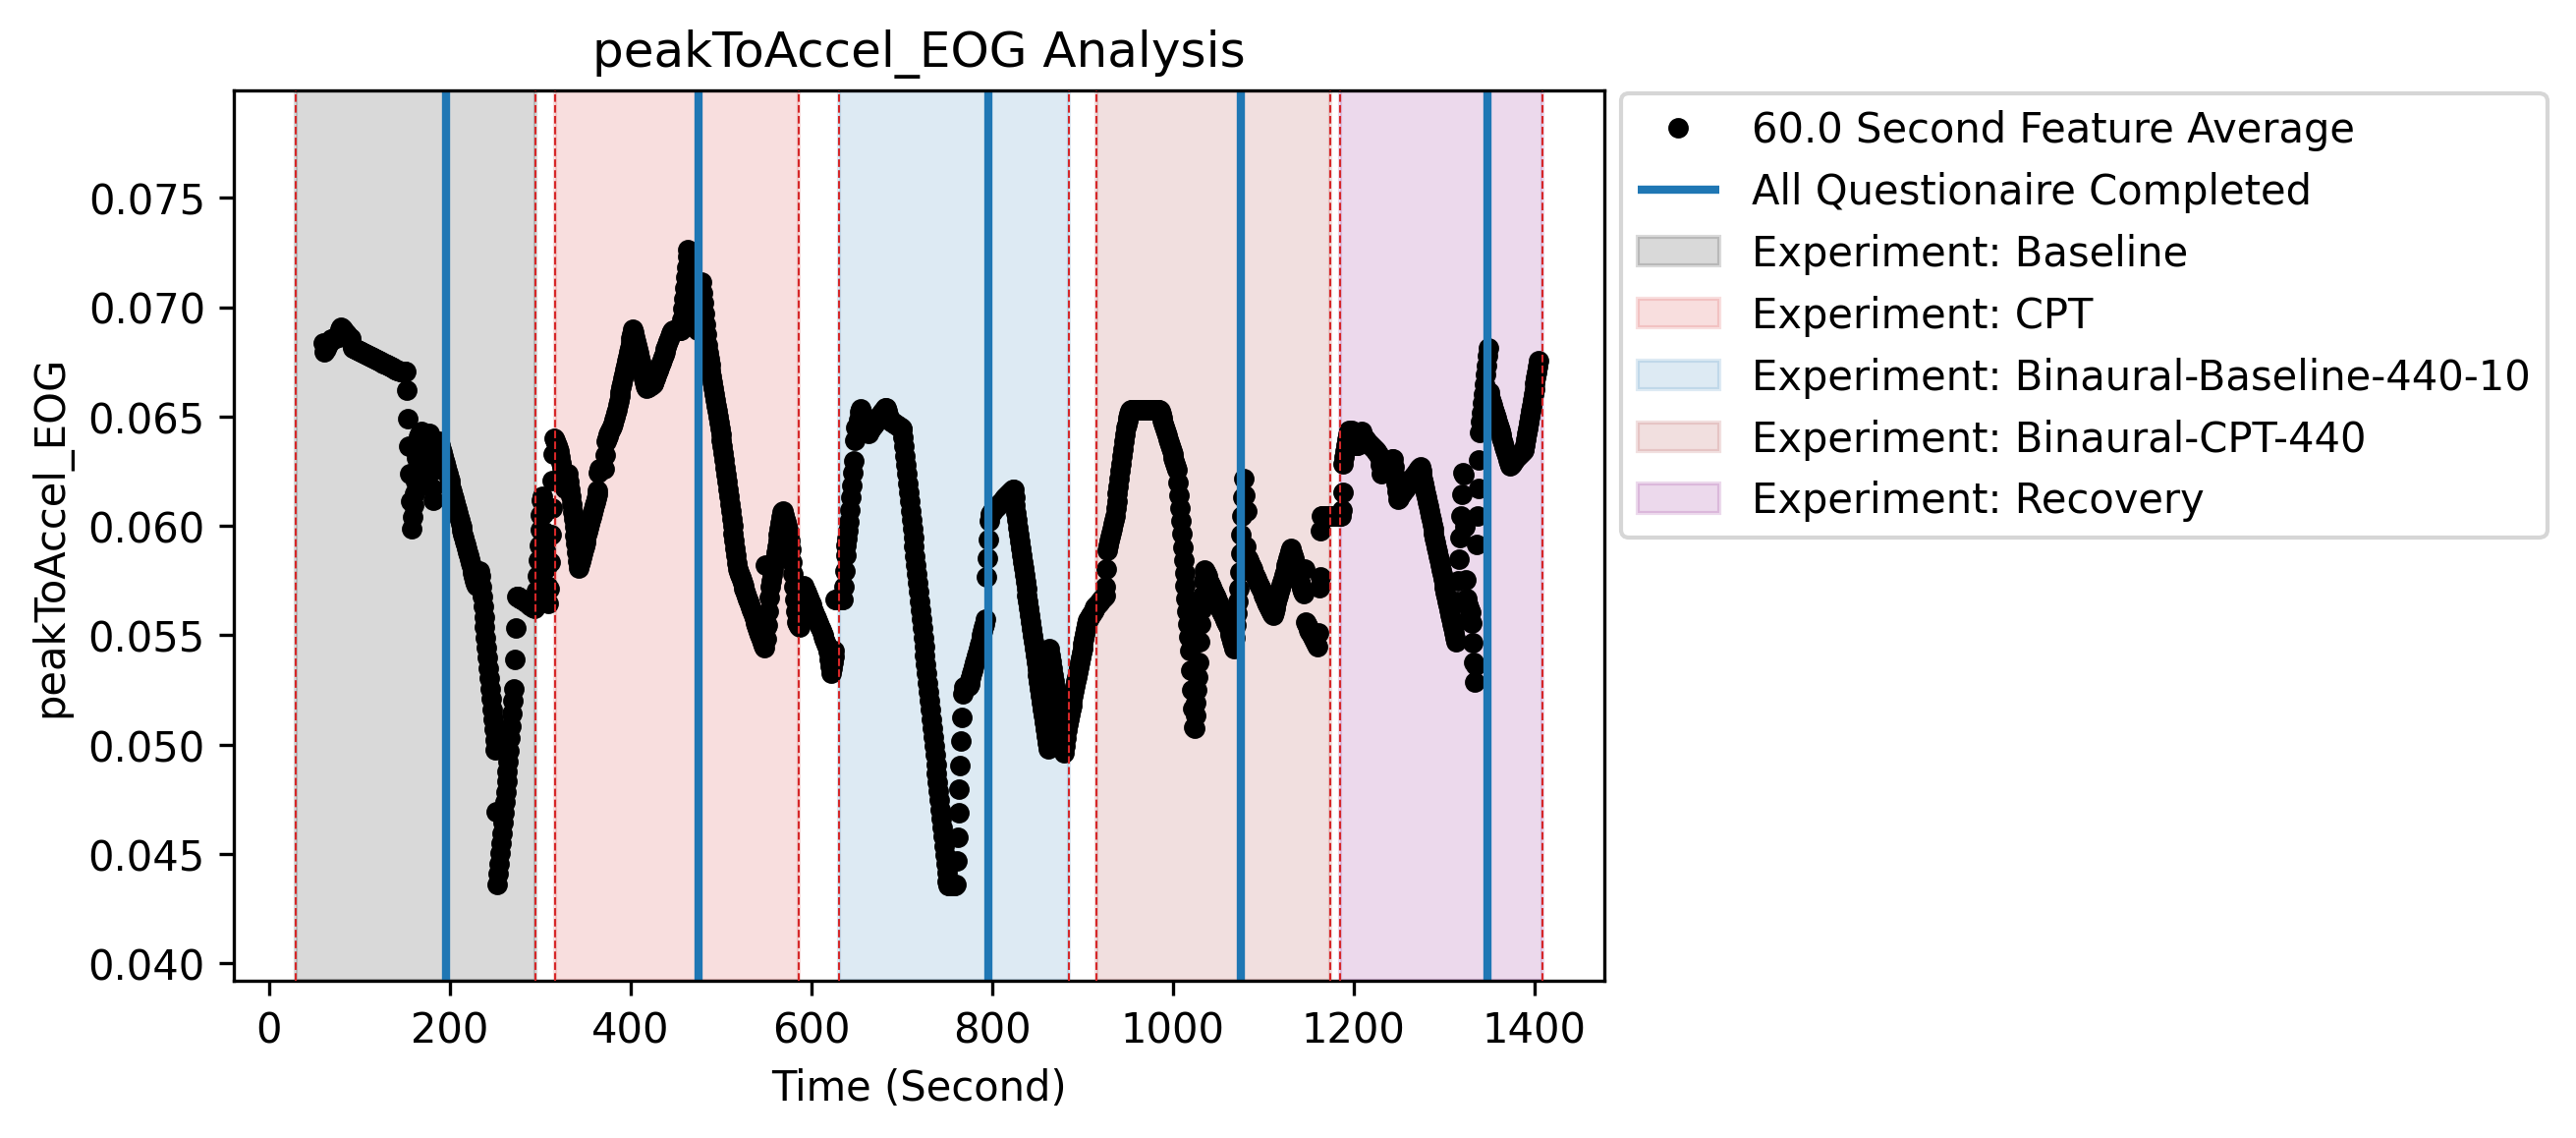 peakToAccel_EOG Analysis
peakToAccel_EOG
0.075
0.070
0.065
0.060
0.055
0.050
0.045
0.040
0 200 400 600 800 1000 1200 1400
Time (Second)
60.0 Second Feature Average
All Questionaire Completed
Experiment: Baseline
Experiment: CPT
Experiment: Binaural-Baseline-440-10
Experiment: Binaural-CPT-440
Experiment: Recovery